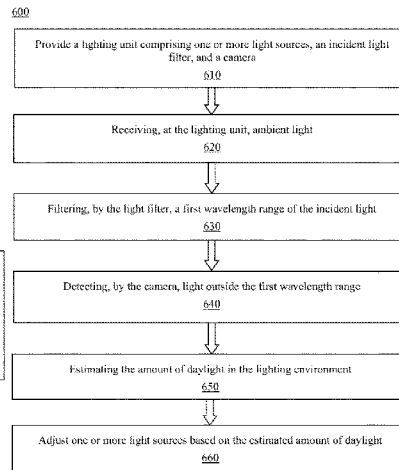 600
Provide a lighting unit comprising one or more light sources, an incident light
filter, and a camera
610
Receiving, at the lighting unit, ambient light
620
Filtering, by the light filter, a first wavelength range of the incident light
630
Detecting, by the camera, light outside the first wavelength range
640
Estimating the amount of daylight in the lighting environment
650
Adjust one or more light sources based on the estimated amount of daylight
660